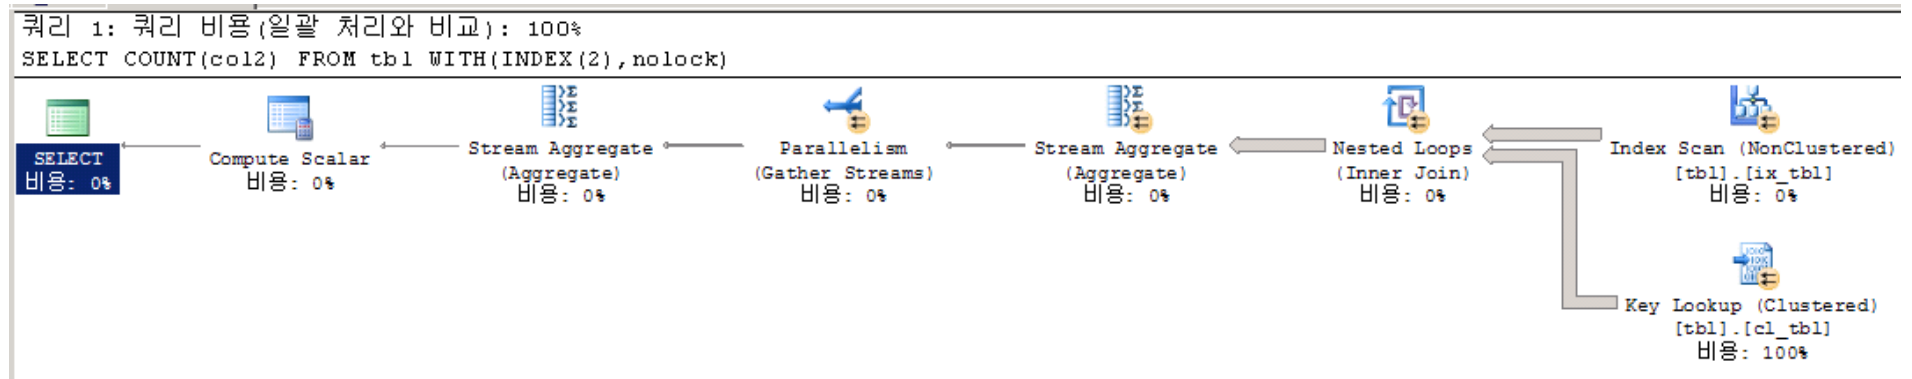 쿼리 1: 쿼리 비용(일괄 처리와 비교): 100%
SELECT COUNT(col2) FROM tbl WITH(INDEX(2),nolock)
SELECT
비용: 0%
Compute Scalar
비용: 0%
Stream Aggregate
(Aggregate)
비용: 0%
Parallelism
(Gather Streams)
비용: 0%
Stream Aggregate
(Aggregate)
비용: 0%
Nested Loops
(Inner Join)
비용: 0%
Index Scan (NonClustered)
[tbl].[ix_tbl]
비용: 0%
Key Lookup (Clustered)
[tbl].[cl_tbl]
비용: 100%